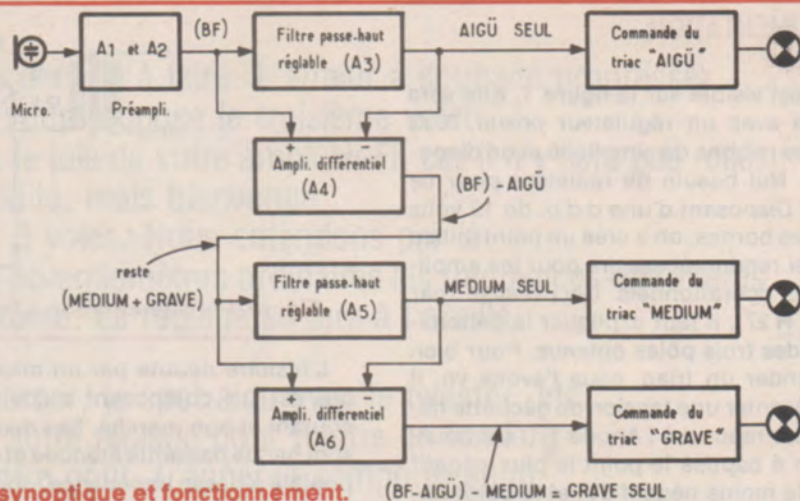 (BF)
A1 et A2
Micro.
Prémpli.
Filtre passe-haut
réglable (A3)
AIGÜ SEUL
Commande du
triac "AIGÜ"
+ -
Ampli. différentiel
(A4)
(BF)-AIGÜ
reste
(MEDIUM + GRAVE)
Filtre passe-haut
réglable (A5)
MEDIUM SEUL
Commande du
triac "MEDIUM"
Ampli. différentiel
(A6)
Commande du
triac "GRAVE"
synoptique et fonctionnement.
(BF-AIGÜ) - MEDIUM = GRAVE SEUL